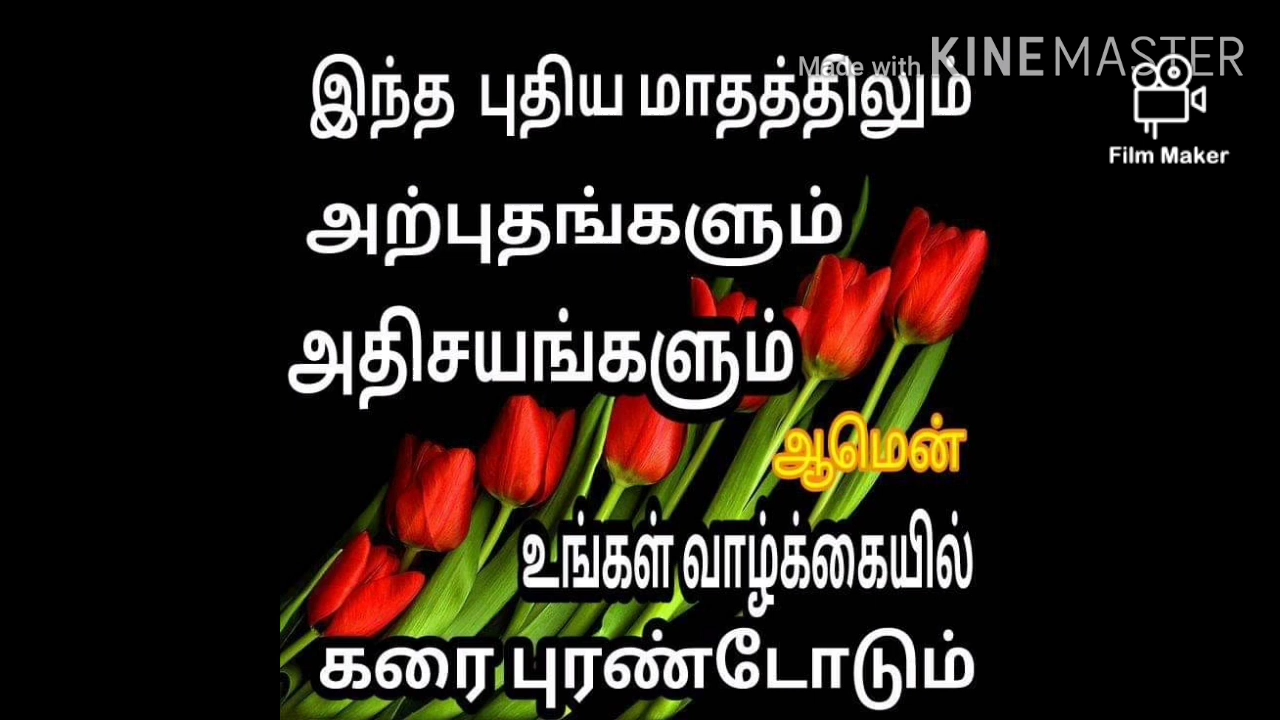 Made with KINEMASTER
Film Maker
இந்த புதிய மாதத்திலும்
அற்புதங்களும்
அதிசயங்களும்
ஆமென்
உங்கள் வாழ்க்கையில்
கரை புரண்டோடும்